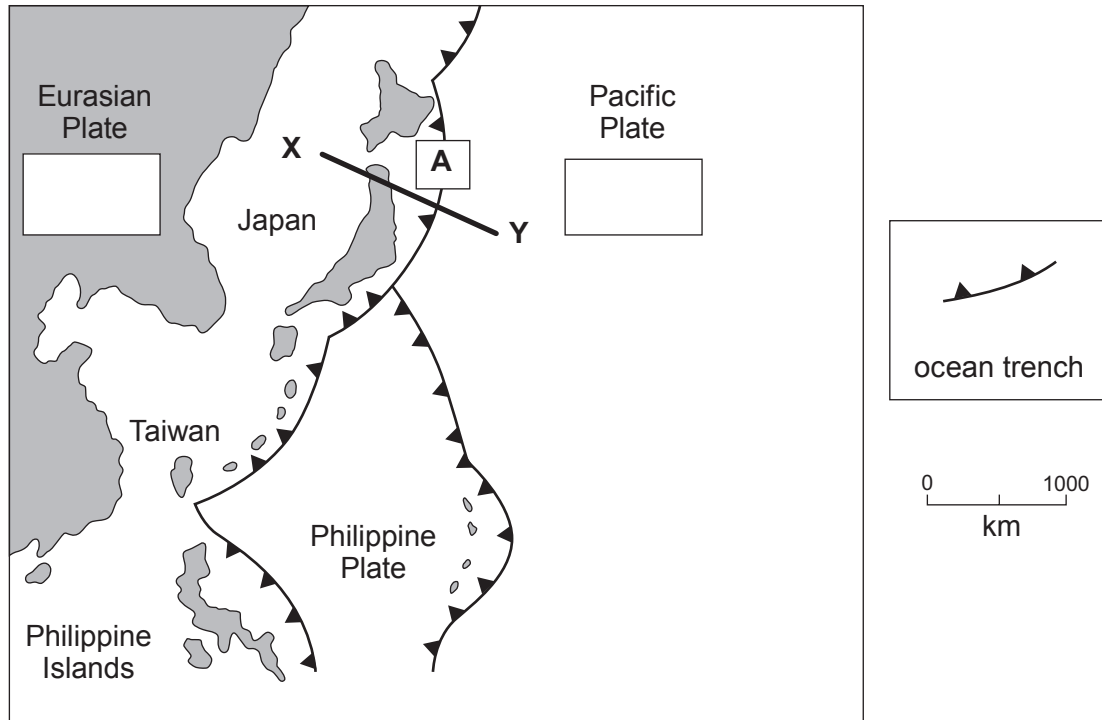 Eurasian
Plate
Pacific
Plate
X
A
Japan
Y
ocean trench
Taiwan
0 1000
km
Philippine
Plate
Philippine
Islands